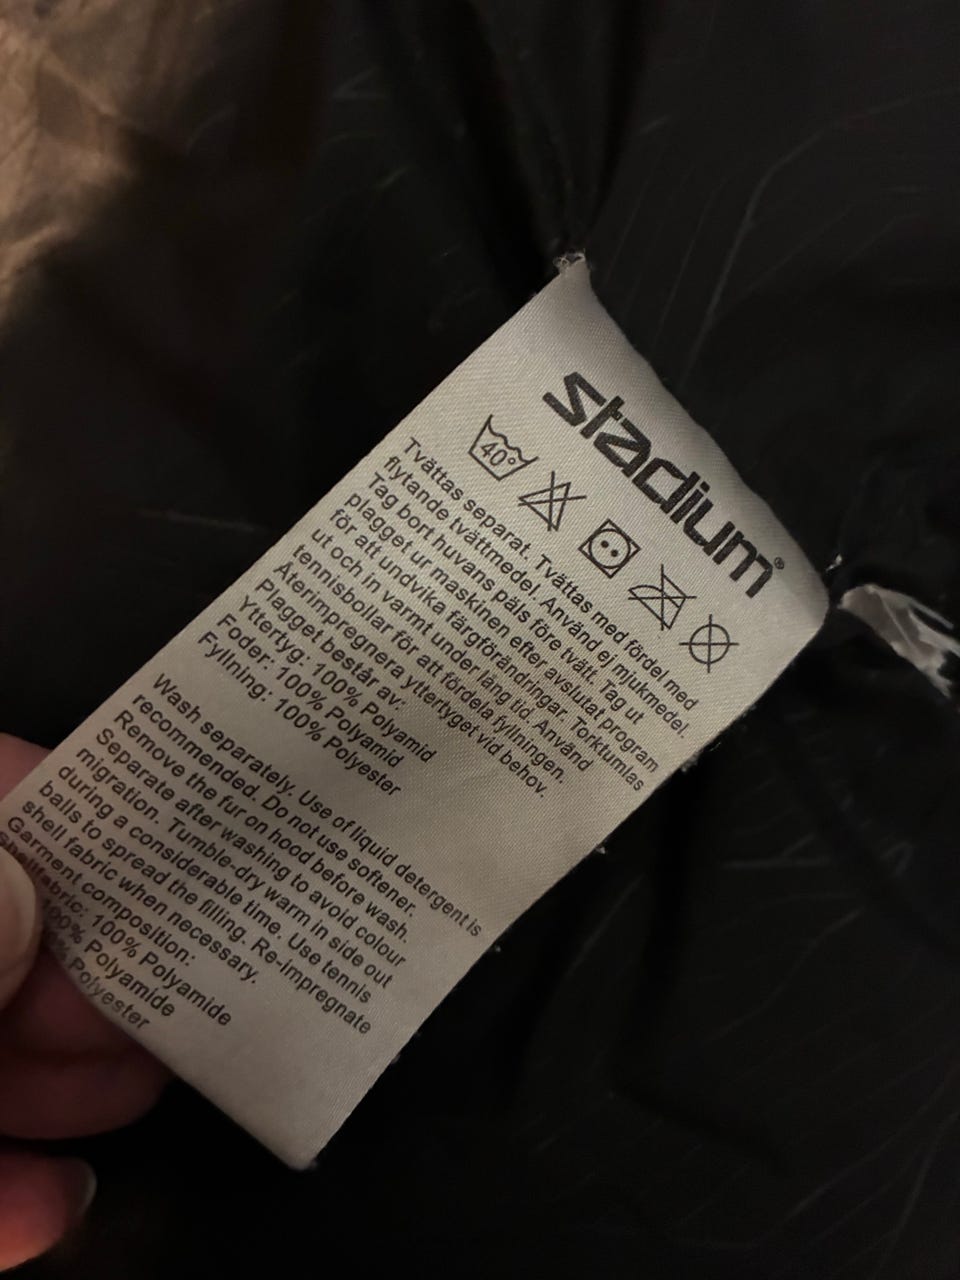 stadium®
40°
Tvättas separat. Tvättas med fördel med
flytande tvättmedel. Använd ej mjukmedel.
Tag bort huvans päls före tvätt. Tag ut
plagget ur maskinen efter avslutat program
för att undvika färgförändringar. Torktumlas
ut och in varmt under lång tid. Använd
tennisbollar för att fördela fyllningen.
Återimpregnera yttertyget vid behov.
Plagget består av:
Yttertyg: 100% Polyamid
Foder: 100% Polyamid
Fyllning: 100% Polyester
Wash separately. Use of liquid detergent is
recommended. Do not use softener.
Remove the fur on hood before wash.
Separate after washing to avoid colour
migration. Tumble-dry warm in side out
during a considerable time. Use tennis
balls to spread the filling. Re-impregnate
shell fabric when necessary.
Garment composition:
100% Polyamide
Polyamide
Polyester